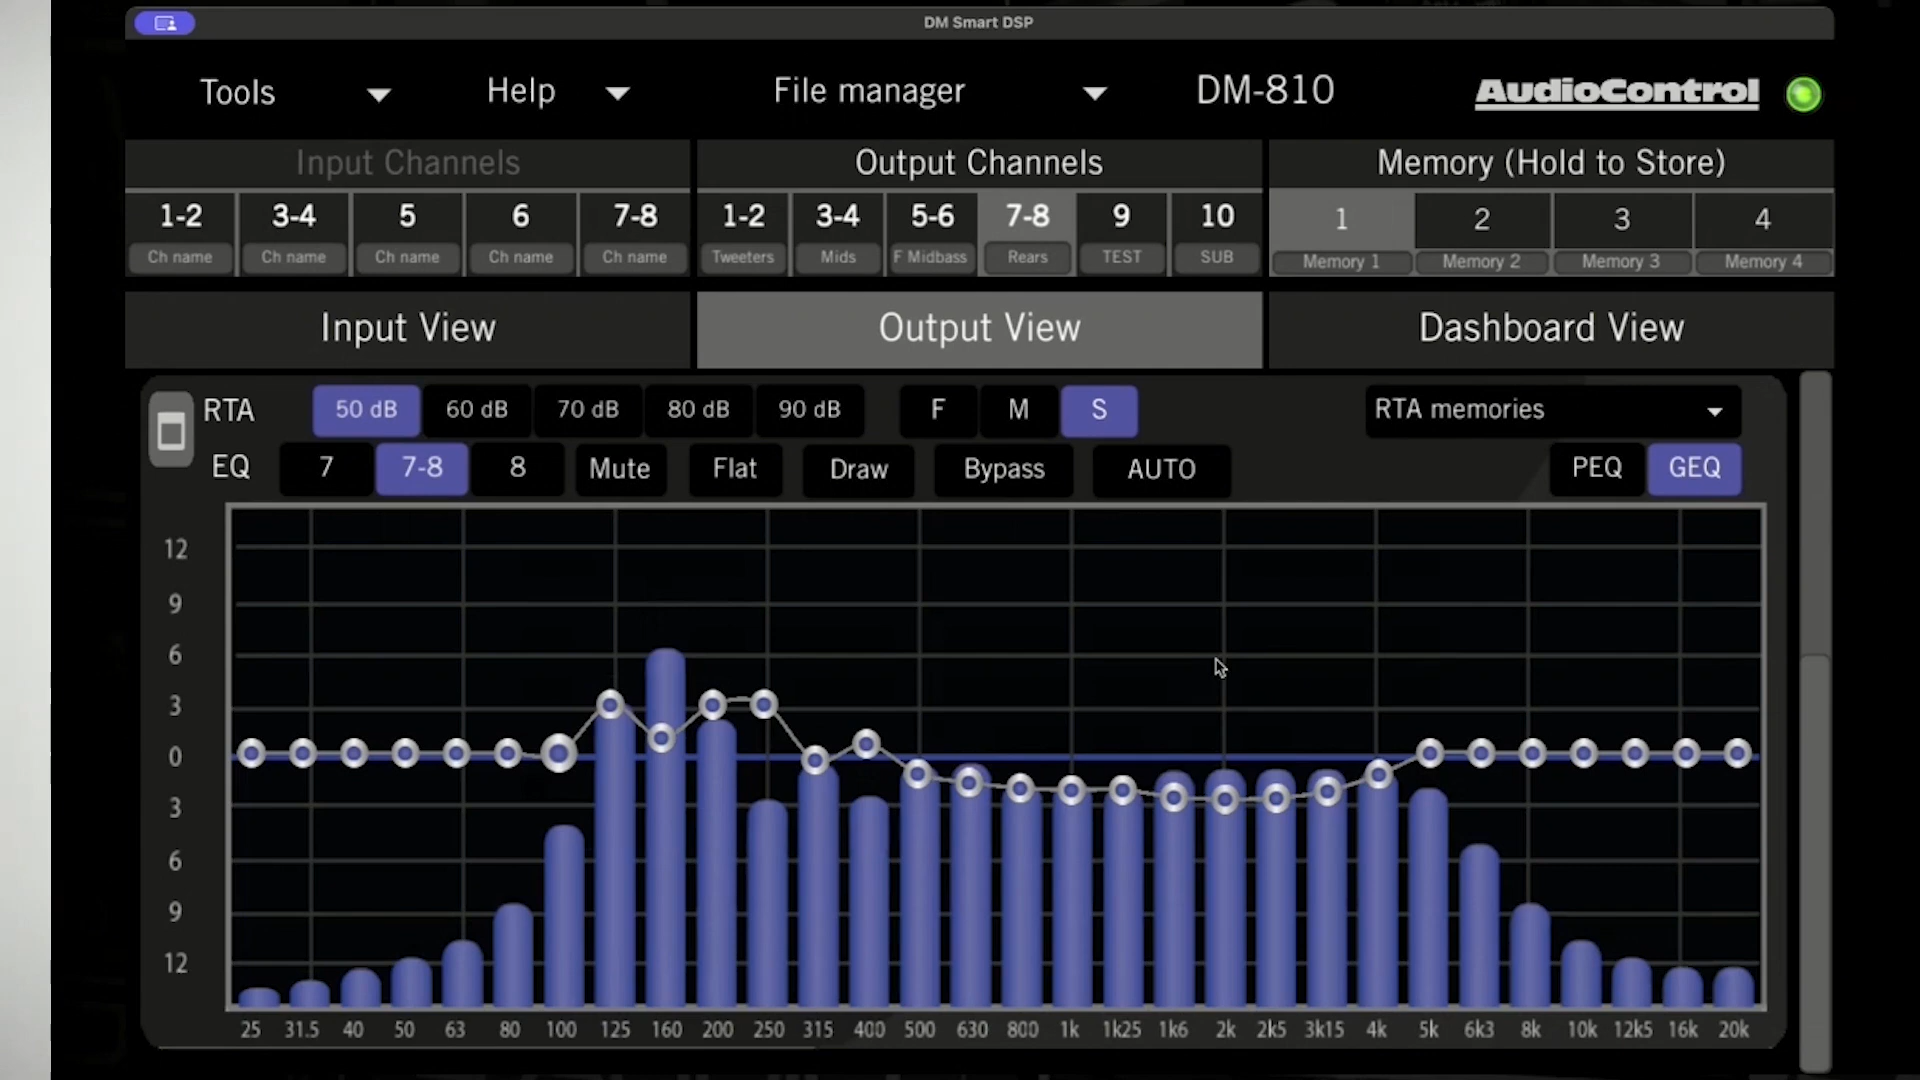 DM Smart DSP
Tools Help File manager DM-810 AudioControl
Input Channels Output Channels Memory (Hold to Store)
1-2 3-4 5 6 7-8 1-2 3-4 5-6 7-8 9 10 1 2 3 4
Ch name Ch name Ch name Ch name Ch name Tweeters Mids F Midbass Rears TEST SUB Memory 1 Memory 2 Memory 3 Memory 4
Input View Output View Dashboard View
RTA 50 dB 60 dB 70 dB 80 dB 90 dB F M S RTA memories
EQ 7 7-8 8 Mute Flat Draw Bypass AUTO PEQ GEQ
12
9
6
3
0
3
6
9
12
25 31.5 40 50 63 80 100 125 160 200 250 315 400 500 630 800 1k 1k25 1k6 2k 2k5 3k15 4k 5k 6k3 8k 10k 12k5 16k 20k